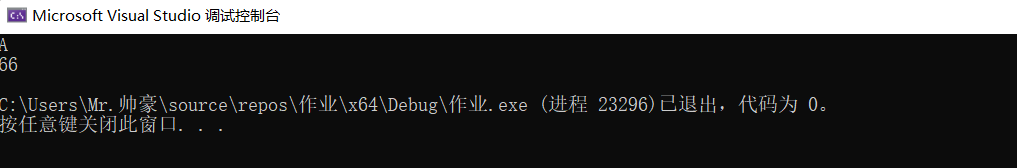 Microsoft Visual Studio 调试控制台
A
66
C:\Users\Mr.帅豪\source\repos\作业\x64\Debug\作业.exe (进程 23296)已退出，代码为 0。
按任意键关闭此窗口. . .